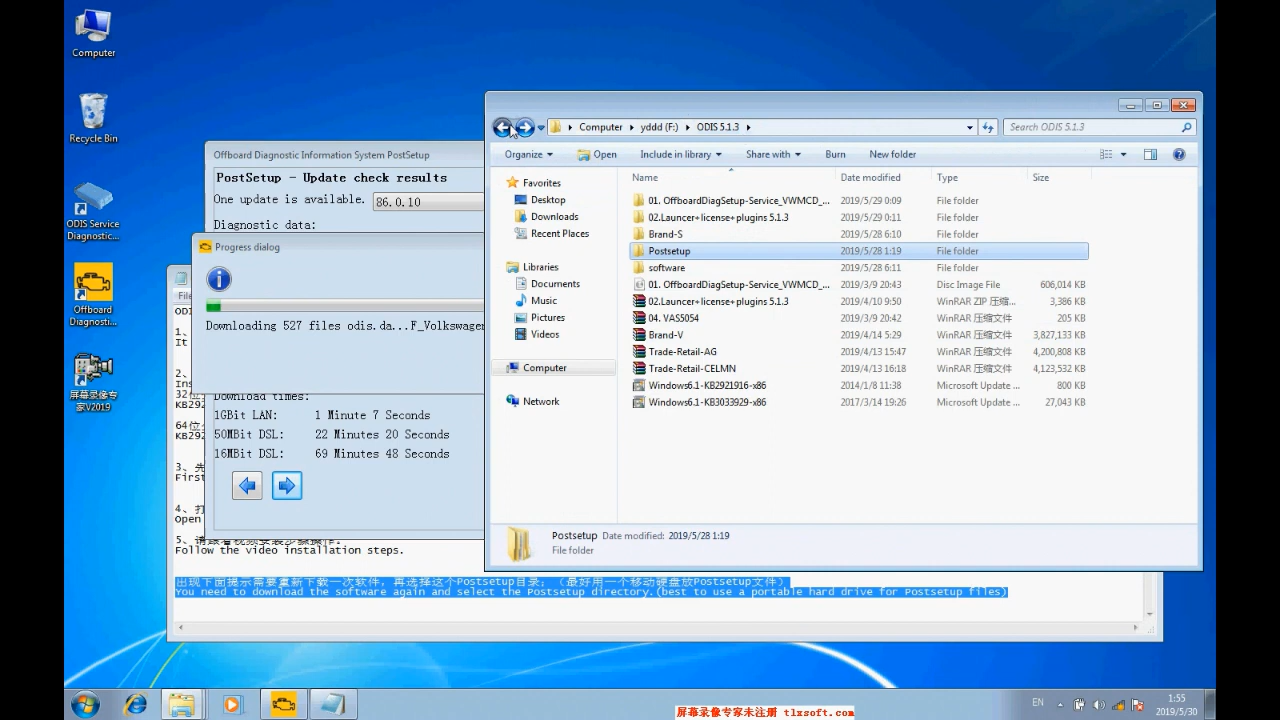 Computer
Recycle Bin
ODIS Service
Diagnostic...
Offboard
Diagnosti...
屏幕录像专
家V2019
Offboard Diagnostic Information System PostSetup
PostSetup - Update check results
One update is available. 86.0.10
Diagnostic data:
Progress dialog
Downloading 527 files odis.da...F_Volkswagen
Download times:
1GBit LAN: 1 Minute 7 Seconds
50MBit DSL: 22 Minutes 20 Seconds
16MBit DSL: 69 Minutes 48 Seconds
File
1、
It
2、
Ins
32位
KB292
64位
KB292
3、先
First
4、打
Open
Follow the video installation steps.
出现下面提示需要重新下载一次软件，再选择这个Postsetup目录；（最好用一个移动硬盘放Postsetup文件）
You need to download the software again and select the Postsetup directory.(best to use a portable hard drive for Postsetup files)
Computer yddd (F:) ODIS 5.1.3
Search ODIS 5.1.3
Organize Open Include in library Share with Burn New folder
Favorites
Desktop
Downloads
Recent Places
Libraries
Documents
Music
Pictures
Videos
Computer
Network
Name Date modified Type Size
01. OffboardDiagSetup-Service_VWMCD_... 2019/5/29 0:09 File folder
02.Launcer+license+plugins 5.1.3 2019/5/29 0:11 File folder
Brand-S 2019/5/28 6:10 File folder
Postsetup 2019/5/28 1:19 File folder
software 2019/5/28 6:11 File folder
01. OffboardDiagSetup-Service_VWMCD_... 2019/3/9 20:43 Disc Image File 606,014 KB
02.Launcer+license+plugins 5.1.3 2019/4/10 9:50 WinRAR ZIP 压缩... 3,386 KB
04. VAS5054 2019/3/9 20:42 WinRAR 压缩文件 205 KB
Brand-V 2019/4/14 5:29 WinRAR 压缩文件 3,827,133 KB
Trade-Retail-AG 2019/4/13 15:47 WinRAR 压缩文件 4,200,808 KB
Trade-Retail-CELMN 2019/4/13 16:18 WinRAR 压缩文件 4,123,532 KB
Windows6.1-KB2921916-x86 2014/1/8 11:38 Microsoft Update ... 800 KB
Windows6.1-KB3033929-x86 2017/3/14 19:26 Microsoft Update ... 27,043 KB
Postsetup Date modified: 2019/5/28 1:19
File folder
EN
1:55
2019/5/30
屏幕录像专家未注册 tlxsoft.com